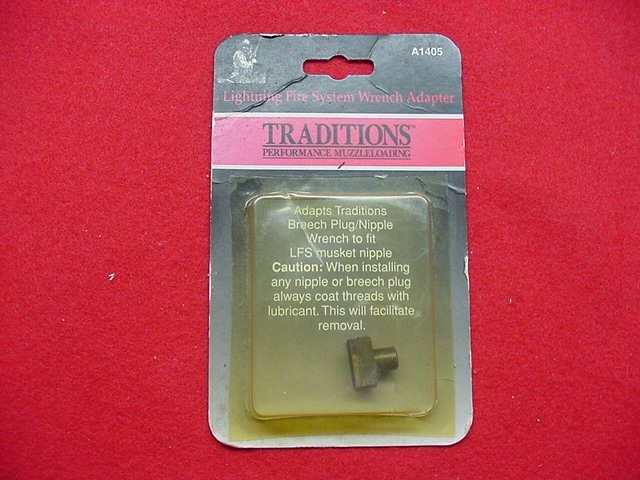 A1405
Lightning Fire System Wrench Adapter
TRADITIONS™
PERFORMANCE MUZZLELOADING
Adapts Traditions
Breech Plug/Nipple
Wrench to fit
LFS musket nipple
Caution: When installing
any nipple or breech plug
always coat threads with
lubricant. This will facilitate
removal.